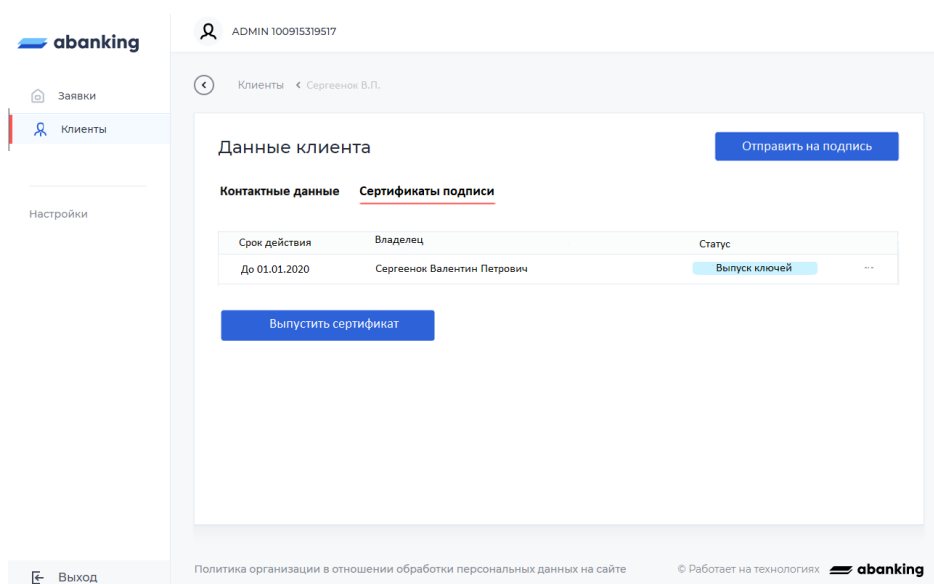 abanking
ADMIN 100915319517
Заявки
Клиенты
Настройки
Выход
Клиенты Сергеенок В.П.
Данные клиента
Отправить на подпись
Контактные данные Сертификаты подписи
Срок действия Владелец Статус
До 01.01.2020 Сергеенок Валентин Петрович Выпуск ключей ...
Выпустить сертификат
Политика организации в отношении обработки персональных данных на сайте © Работает на технологиях abanking